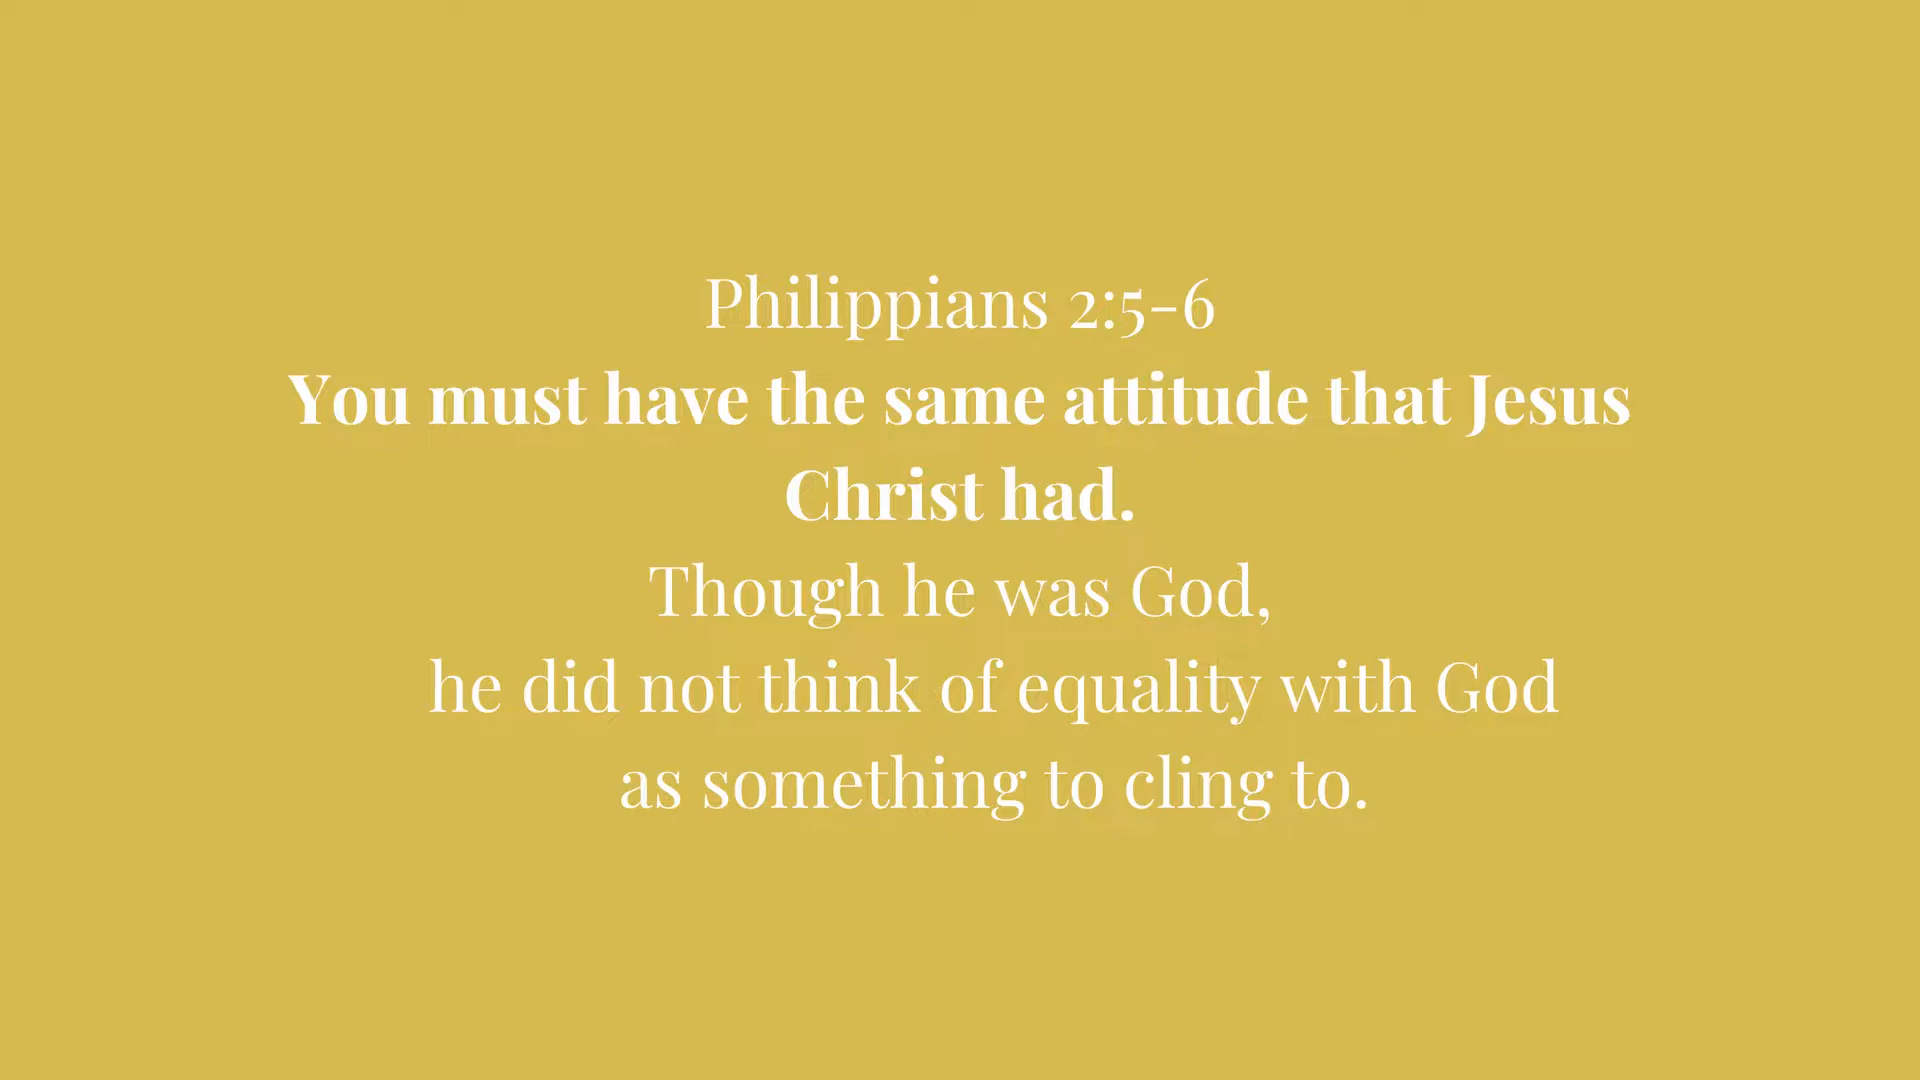 Philippians 2:5-6
You must have the same attitude that Jesus
Christ had.
Though he was God,
he did not think of equality with God
as something to cling to.